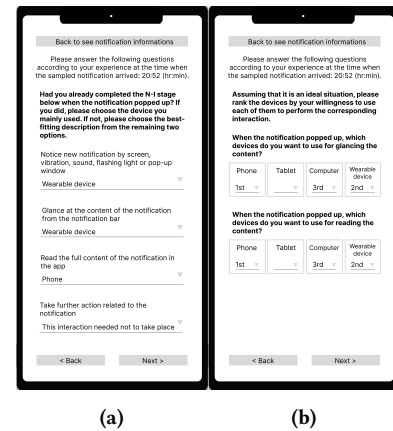 Back to see notification informations
Please answer the following questions
according to your experience at the time when
the sampled notification arrived: 20:52 (hr:min).
Had you already completed the N-I stage
below when the notification popped up? If
you did, please choose the device you
mainly used. If not, please choose the best-
fitting description from the remaining two
options.
Notice new notification by screen,
vibration, sound, flashing light or pop-up
window
Wearable device
Glance at the content of the notification
from the notification bar
Wearable device
Read the full content of the notification in
the app
Phone
Take further action related to the
notification
This interaction needed not to take place
< Back Next >
(a)
Back to see notification informations
Please answer the following questions
according to your experience at the time when
the sampled notification arrived: 20:52 (hr:min).
Assuming that it is an ideal situation, please
rank the devices by your willingness to use
each of them to perform the corresponding
interaction.
When the notification popped up, which
devices do you want to use for glancing the
content?
Phone Tablet Computer Wearable
device
1st 3rd 2nd
When the notification popped up, which
devices do you want to use for reading the
content?
Phone Tablet Computer Wearable
device
1st 3rd 2nd
< Back Next >
(b)